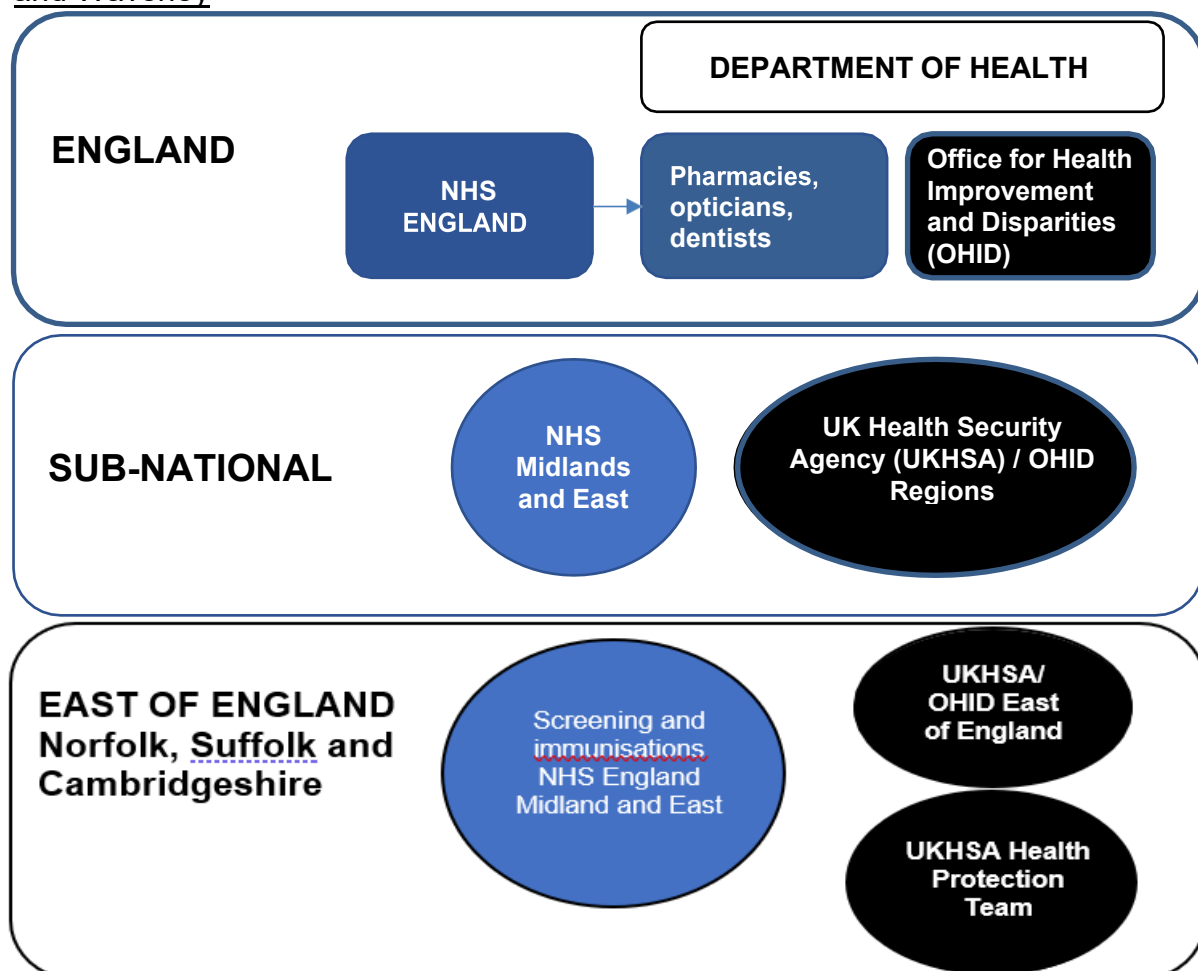 and Waveney
DEPARTMENT OF HEALTH
ENGLAND
NHS
ENGLAND
Pharmacies,
opticians,
dentists
Office for Health
Improvement
and Disparities
(OHID)
SUB-NATIONAL
NHS
Midlands
and East
UK Health Security
Agency (UKHSA) / OHID
Regions
EAST OF ENGLAND
Norfolk, Suffolk and
Cambridgeshire
Screening and
immunisations
NHS England
Midland and East
UKHSA/
OHID East
of England
UKHSA Health
Protection
Team